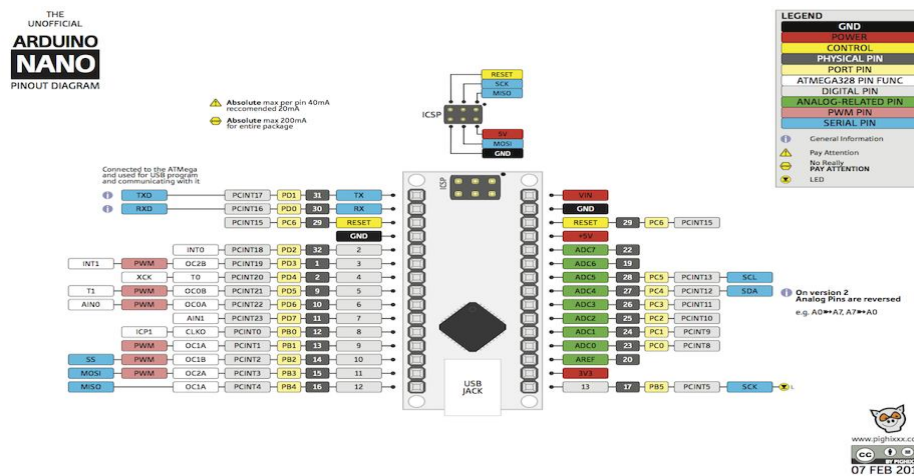 THE
UNOFFICIAL
ARDUINO
NANO
PINOUT DIAGRAM
Absolute max per pin 40mA
reccomended 20mA
Absolute max 200mA
for entire package
RESET
SCK
MISO
ICSP
5V
MOSI
GND
LEGEND
GND
POWER
CONTROL
PHYSICAL PIN
PORT PIN
ATMEGA328 PIN FUNC
DIGITAL PIN
ANALOG-RELATED PIN
PWM PIN
SERIAL PIN
General Information
Pay Attention
No Really
PAY ATTENTION
LED
Connected to the ATMega
and used for USB program
and communicating with it
TXD PCINT17 PD1 31 TX
RXD PCINT16 PD0 30 RX
PCINT15 PC6 29 RESET
GND
INT0 PCINT18 PD2 32 2
INT1 PWM OC2B PCINT19 PD3 1 3
XCK T0 PCINT20 PD4 2 4
T1 PWM OC0B PCINT21 PD5 9 5
AIN0 PWM OC0A PCINT22 PD6 10 6
AIN1 PCINT23 PD7 11 7
ICP1 CLKO PCINT0 PB0 12 8
PWM OC1A PCINT1 PB1 13 9
SS PWM OC1B PCINT2 PB2 14 10
MOSI PWM OC2A PCINT3 PB3 15 11
MISO OC1A PCINT4 PB4 16 12
ICSP
USB
JACK
VIN
GND
RESET 29 PC6 PCINT15
+5V
ADC7 22
ADC6 19
ADC5 28 PC5 PCINT13 SCL
ADC4 27 PC4 PCINT12 SDA
ADC3 26 PC3 PCINT11
ADC2 25 PC2 PCINT10
ADC1 24 PC1 PCINT9
ADC0 23 PC0 PCINT8
AREF 20
3V3
13 17 PB5 PCINT5 SCK L
On version 2
Analog Pins are reversed
e.g. A0➳A7, A7➳A0
www.pighixxx.co
cc
07 FEB 201